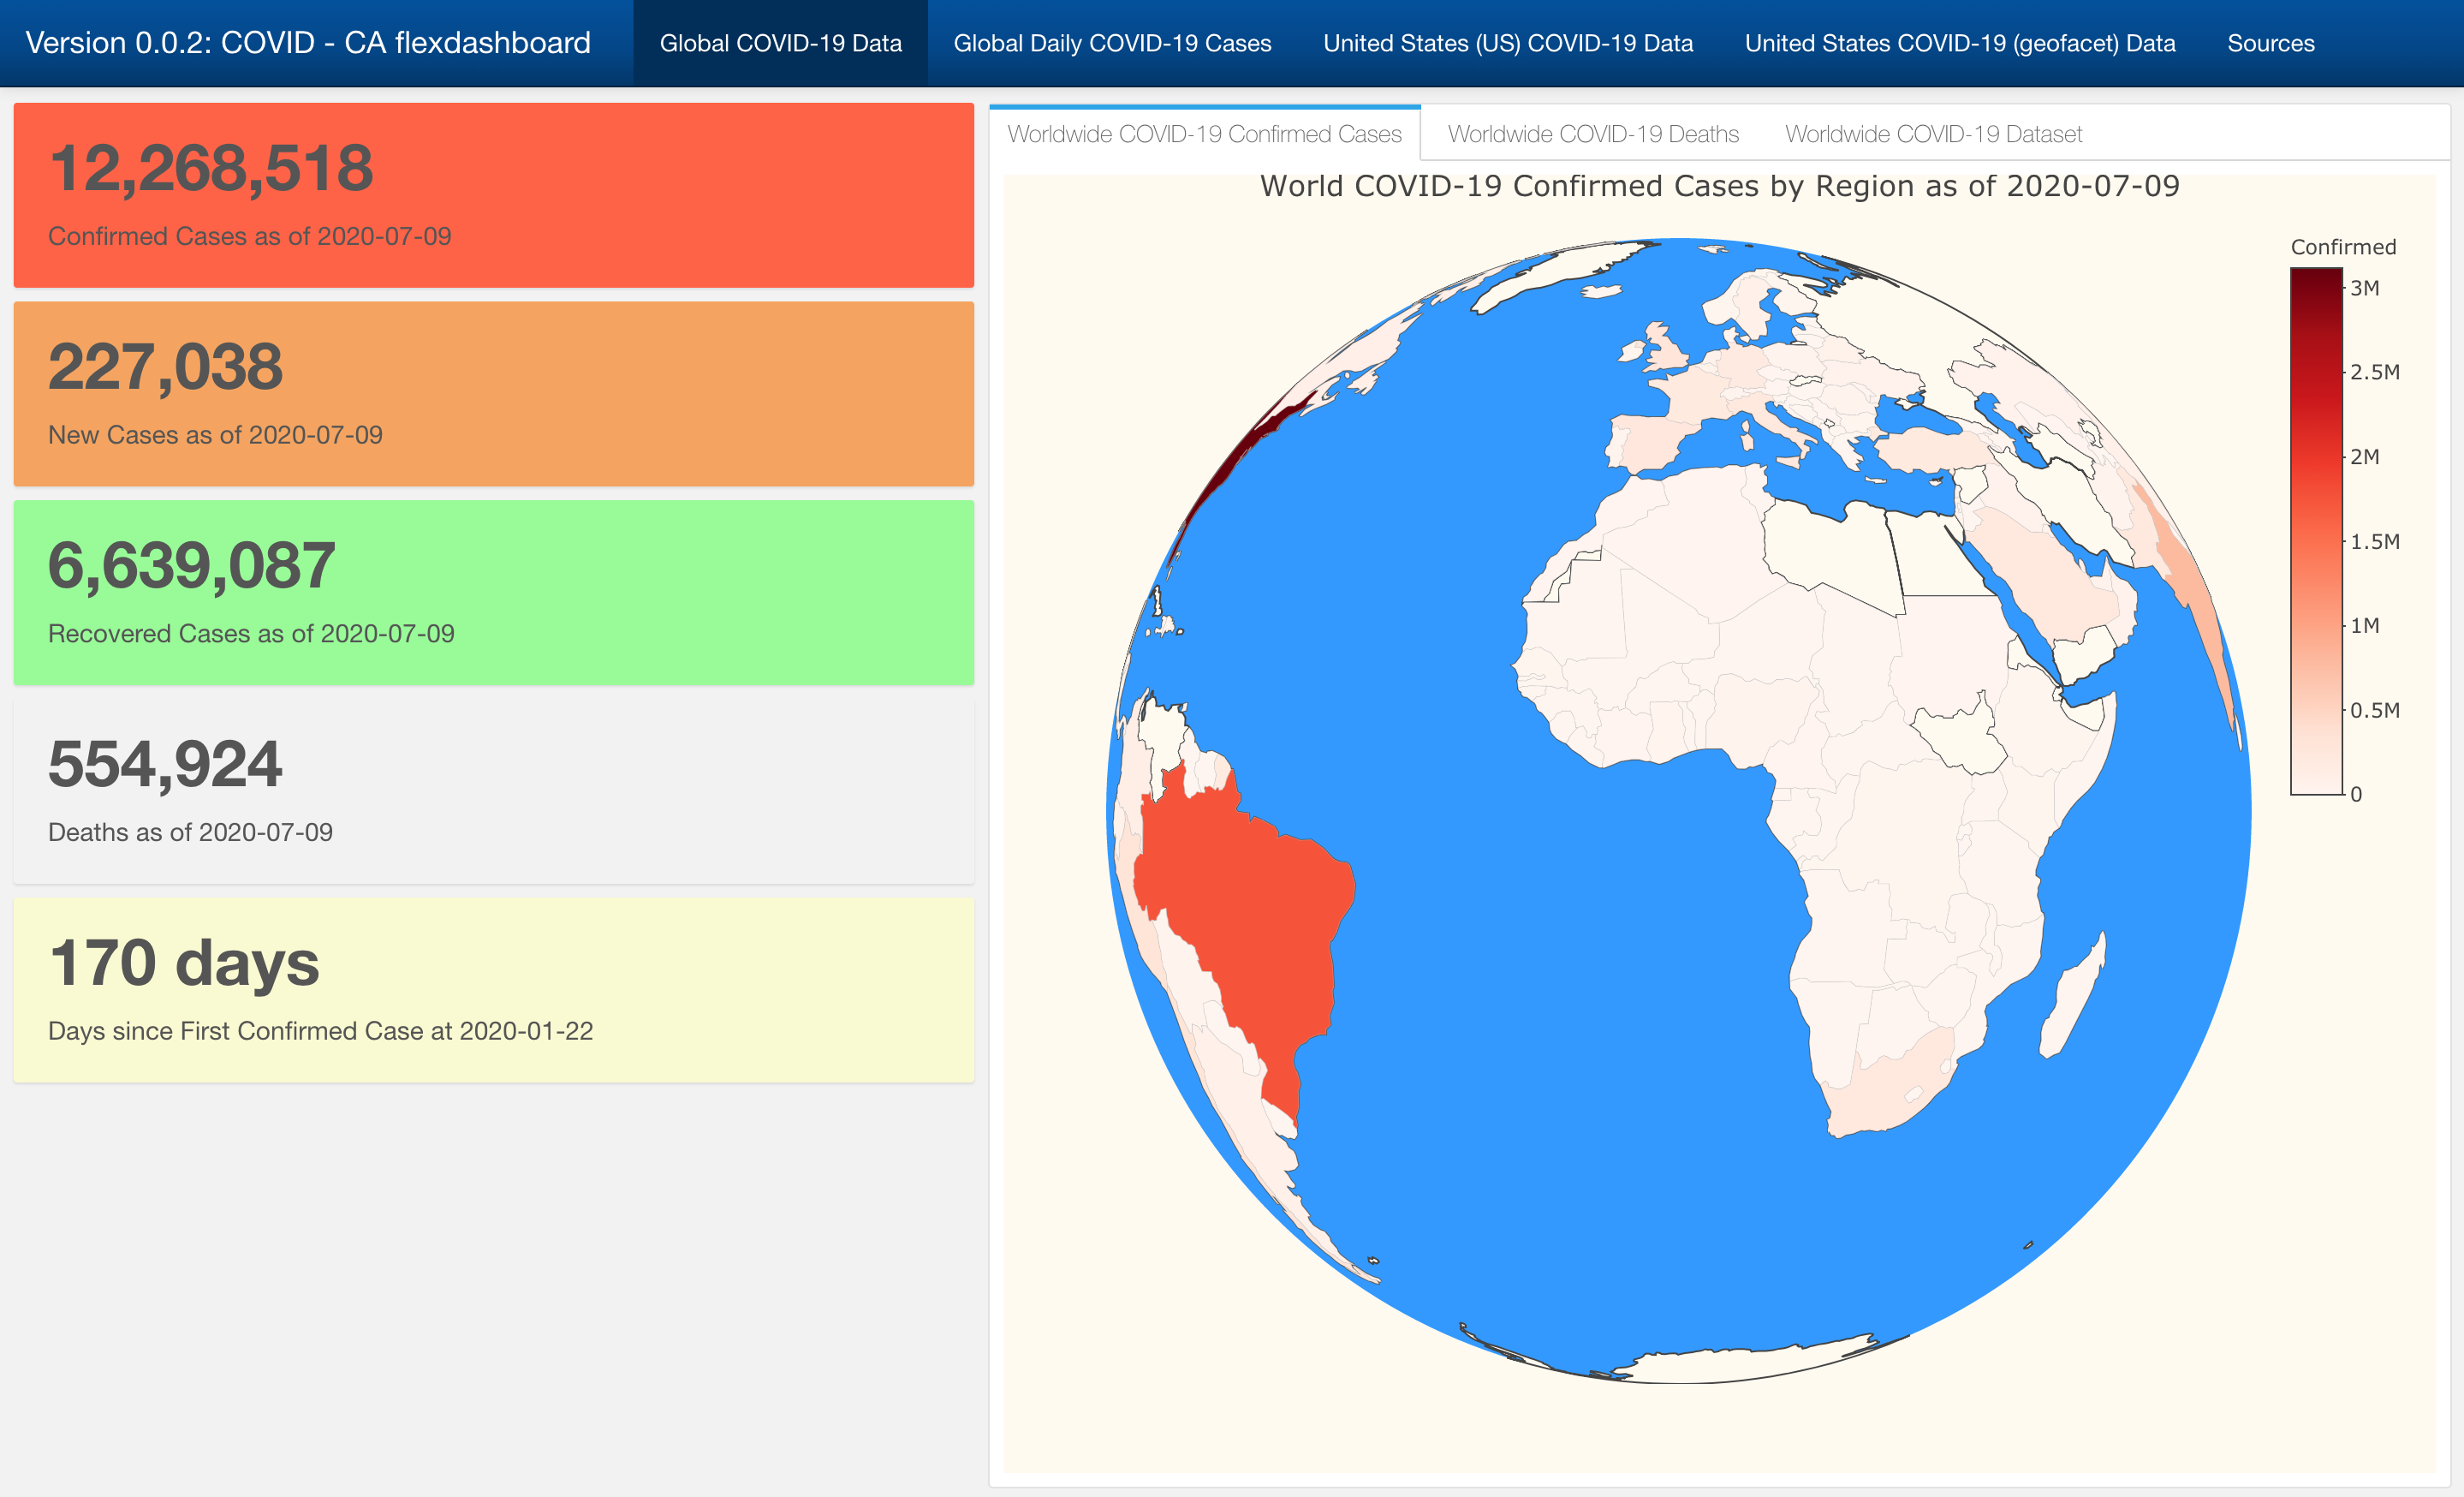 Version 0.0.2: COVID - CA flexdashboard
Global COVID-19 Data
Global Daily COVID-19 Cases
United States (US) COVID-19 Data
United States COVID-19 (geofacet) Data
Sources
12,268,518
Confirmed Cases as of 2020-07-09
227,038
New Cases as of 2020-07-09
6,639,087
Recovered Cases as of 2020-07-09
554,924
Deaths as of 2020-07-09
170 days
Days since First Confirmed Case at 2020-01-22
Worldwide COVID-19 Confirmed Cases
Worldwide COVID-19 Deaths
Worldwide COVID-19 Dataset
World COVID-19 Confirmed Cases by Region as of 2020-07-09
Confirmed
3M
2.5M
2M
1.5M
1M
0.5M
0